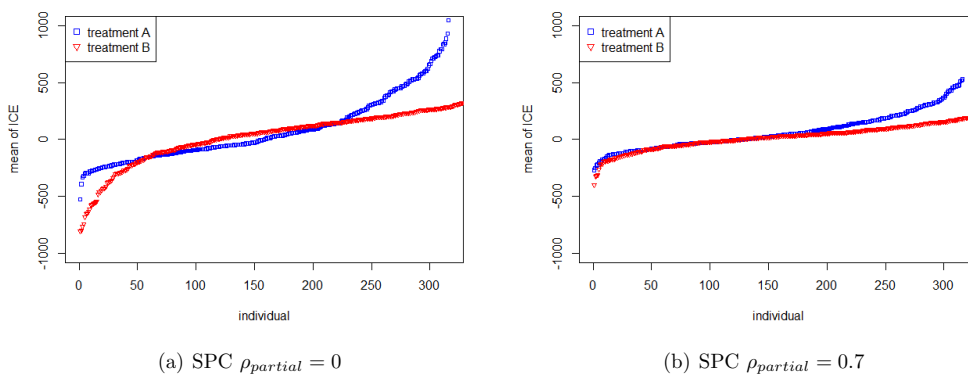 1000
500
0
-500
-1000
mean of ICE
treatment A
treatment B
0 50 100 150 200 250 300
individual
(a) SPC ρpartial = 0
1000
500
0
-500
-1000
mean of ICE
treatment A
treatment B
0 50 100 150 200 250 300
individual
(b) SPC ρpartial = 0.7